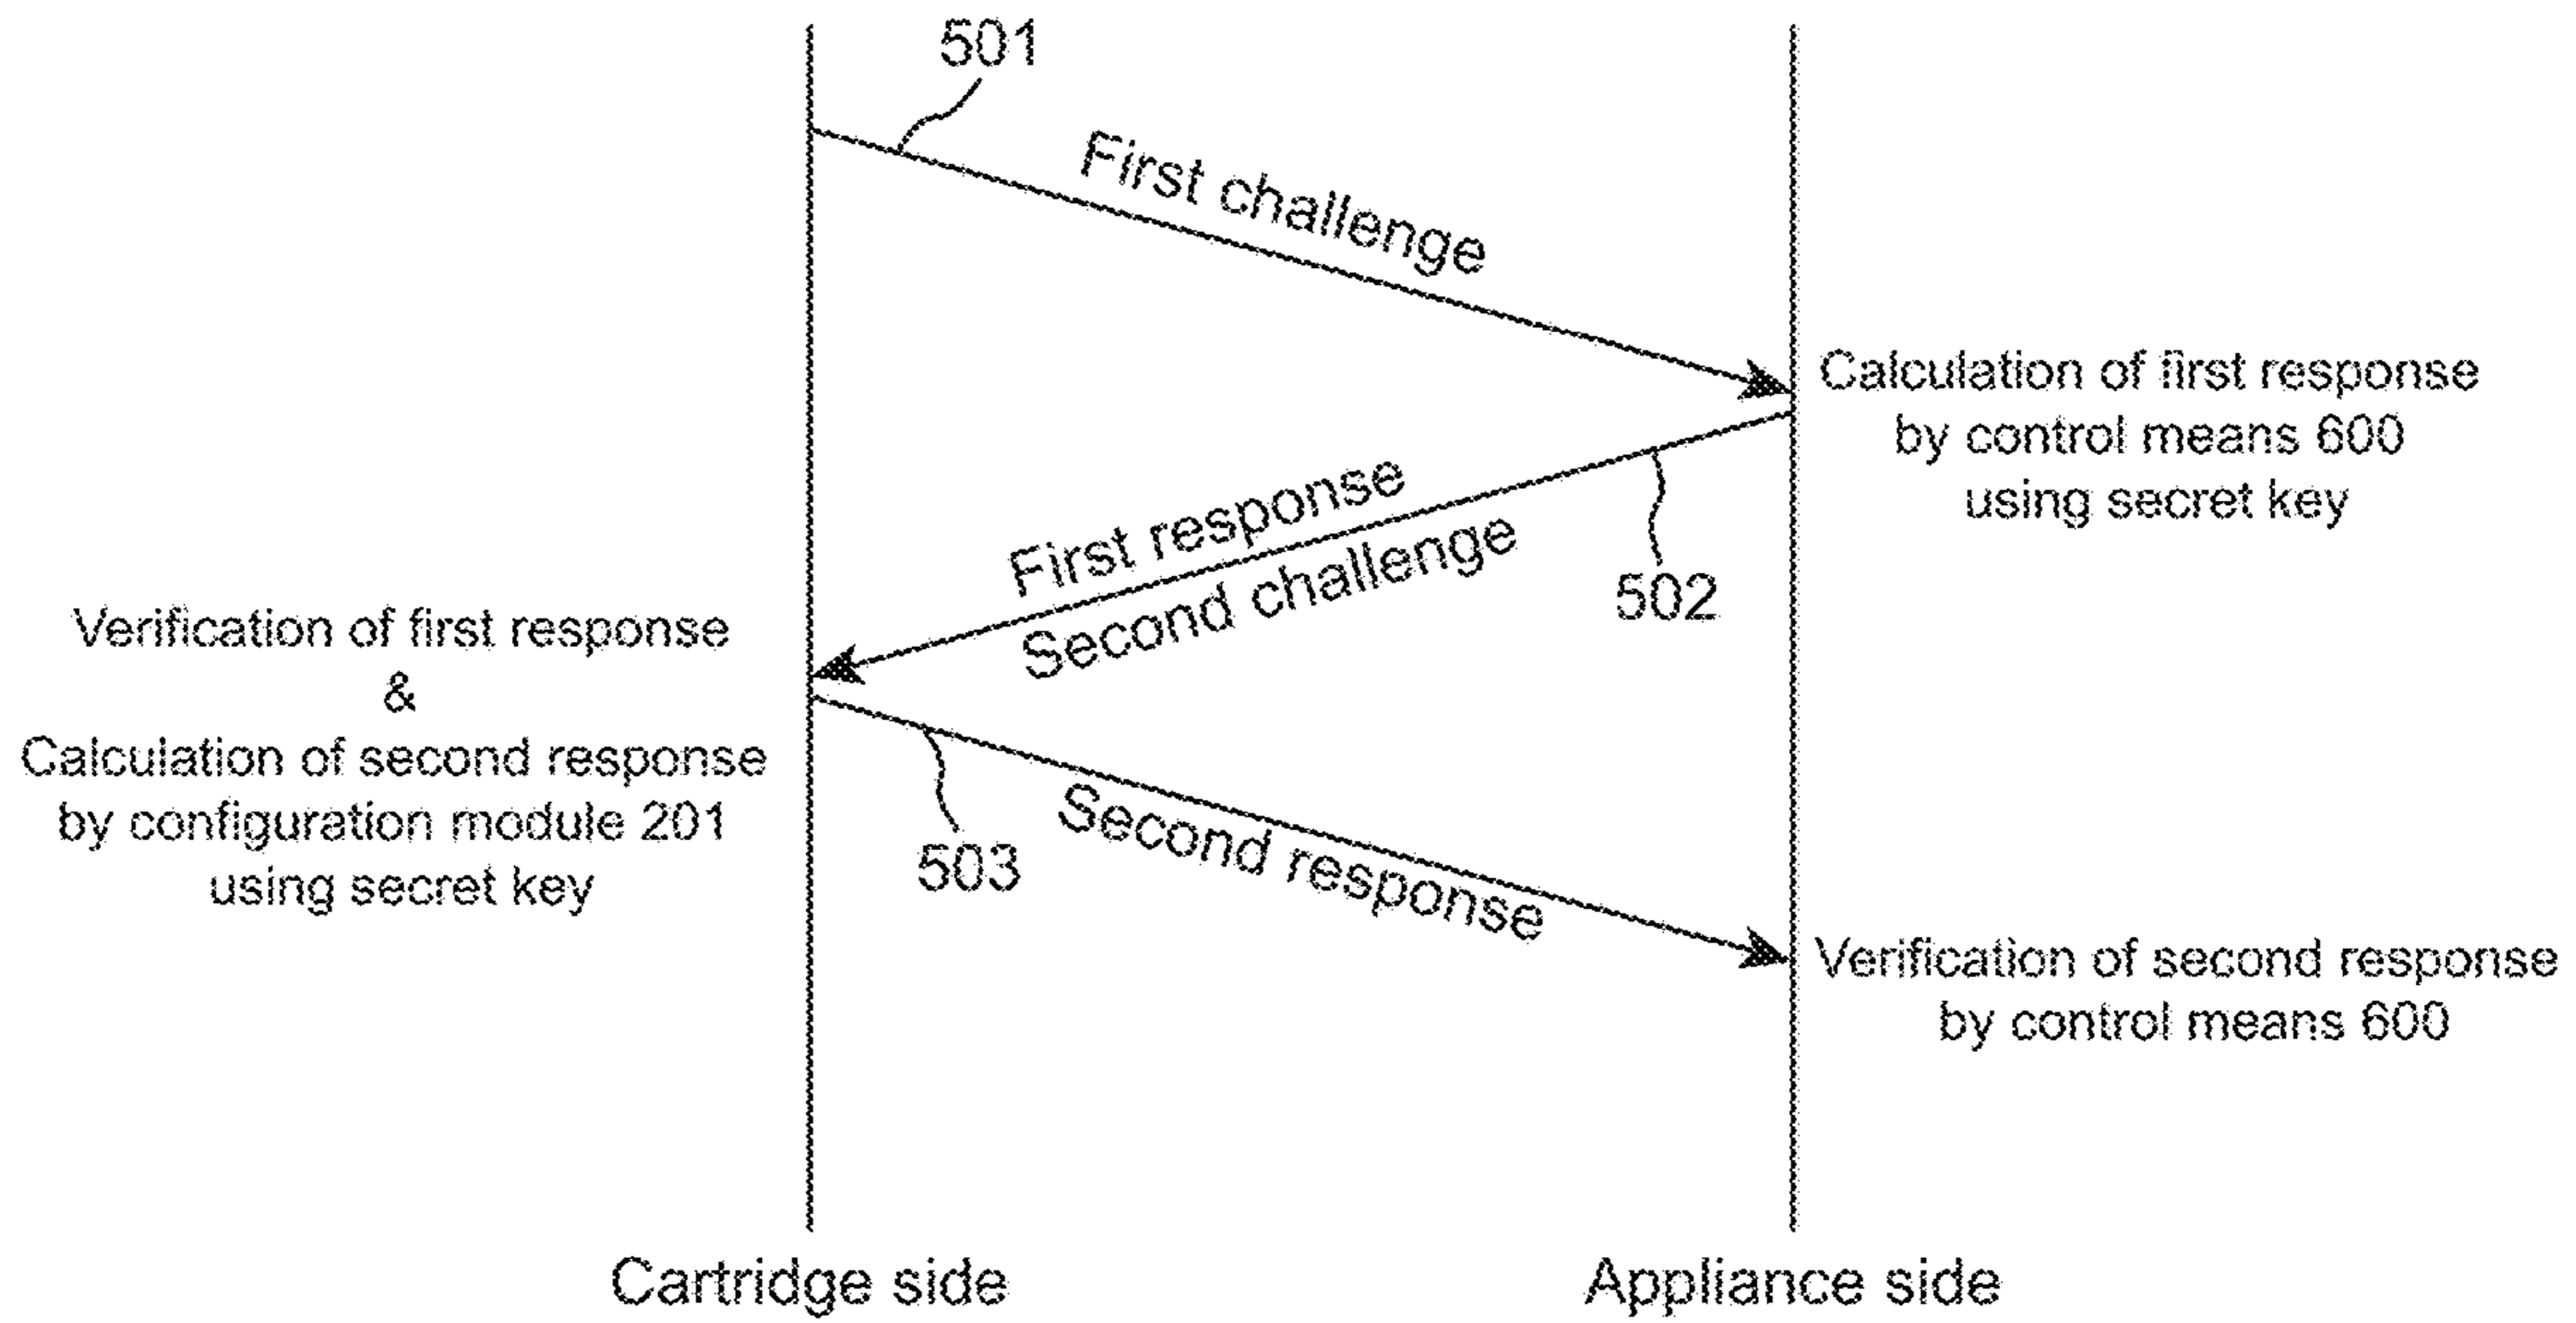 501
First challenge
Calculation of first response
by control means 600
using secret key
First response
Second challenge
502
Verification of first response
&
Calculation of second response
by configuration module 201
using secret key
503
Second response
Verification of second response
by control means 600
Cartridge side
Appliance side